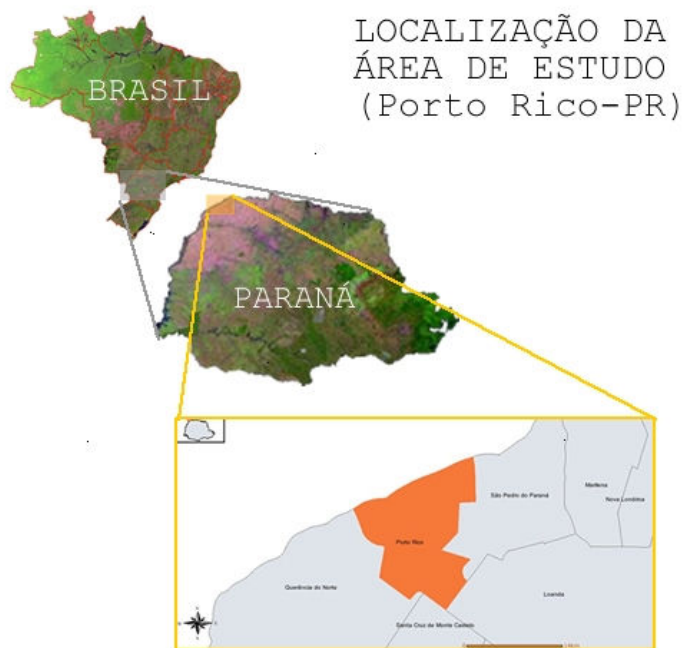 LOCALIZAÇÃO DA
ÁREA DE ESTUDO
(Porto Rico-PR)
BRASIL
PARANÁ
São Pedro do Paraná
Marilena
Nova Londrina
Porto Rico
Querência do Norte
Loanda
Santa Cruz de Monte Castelo